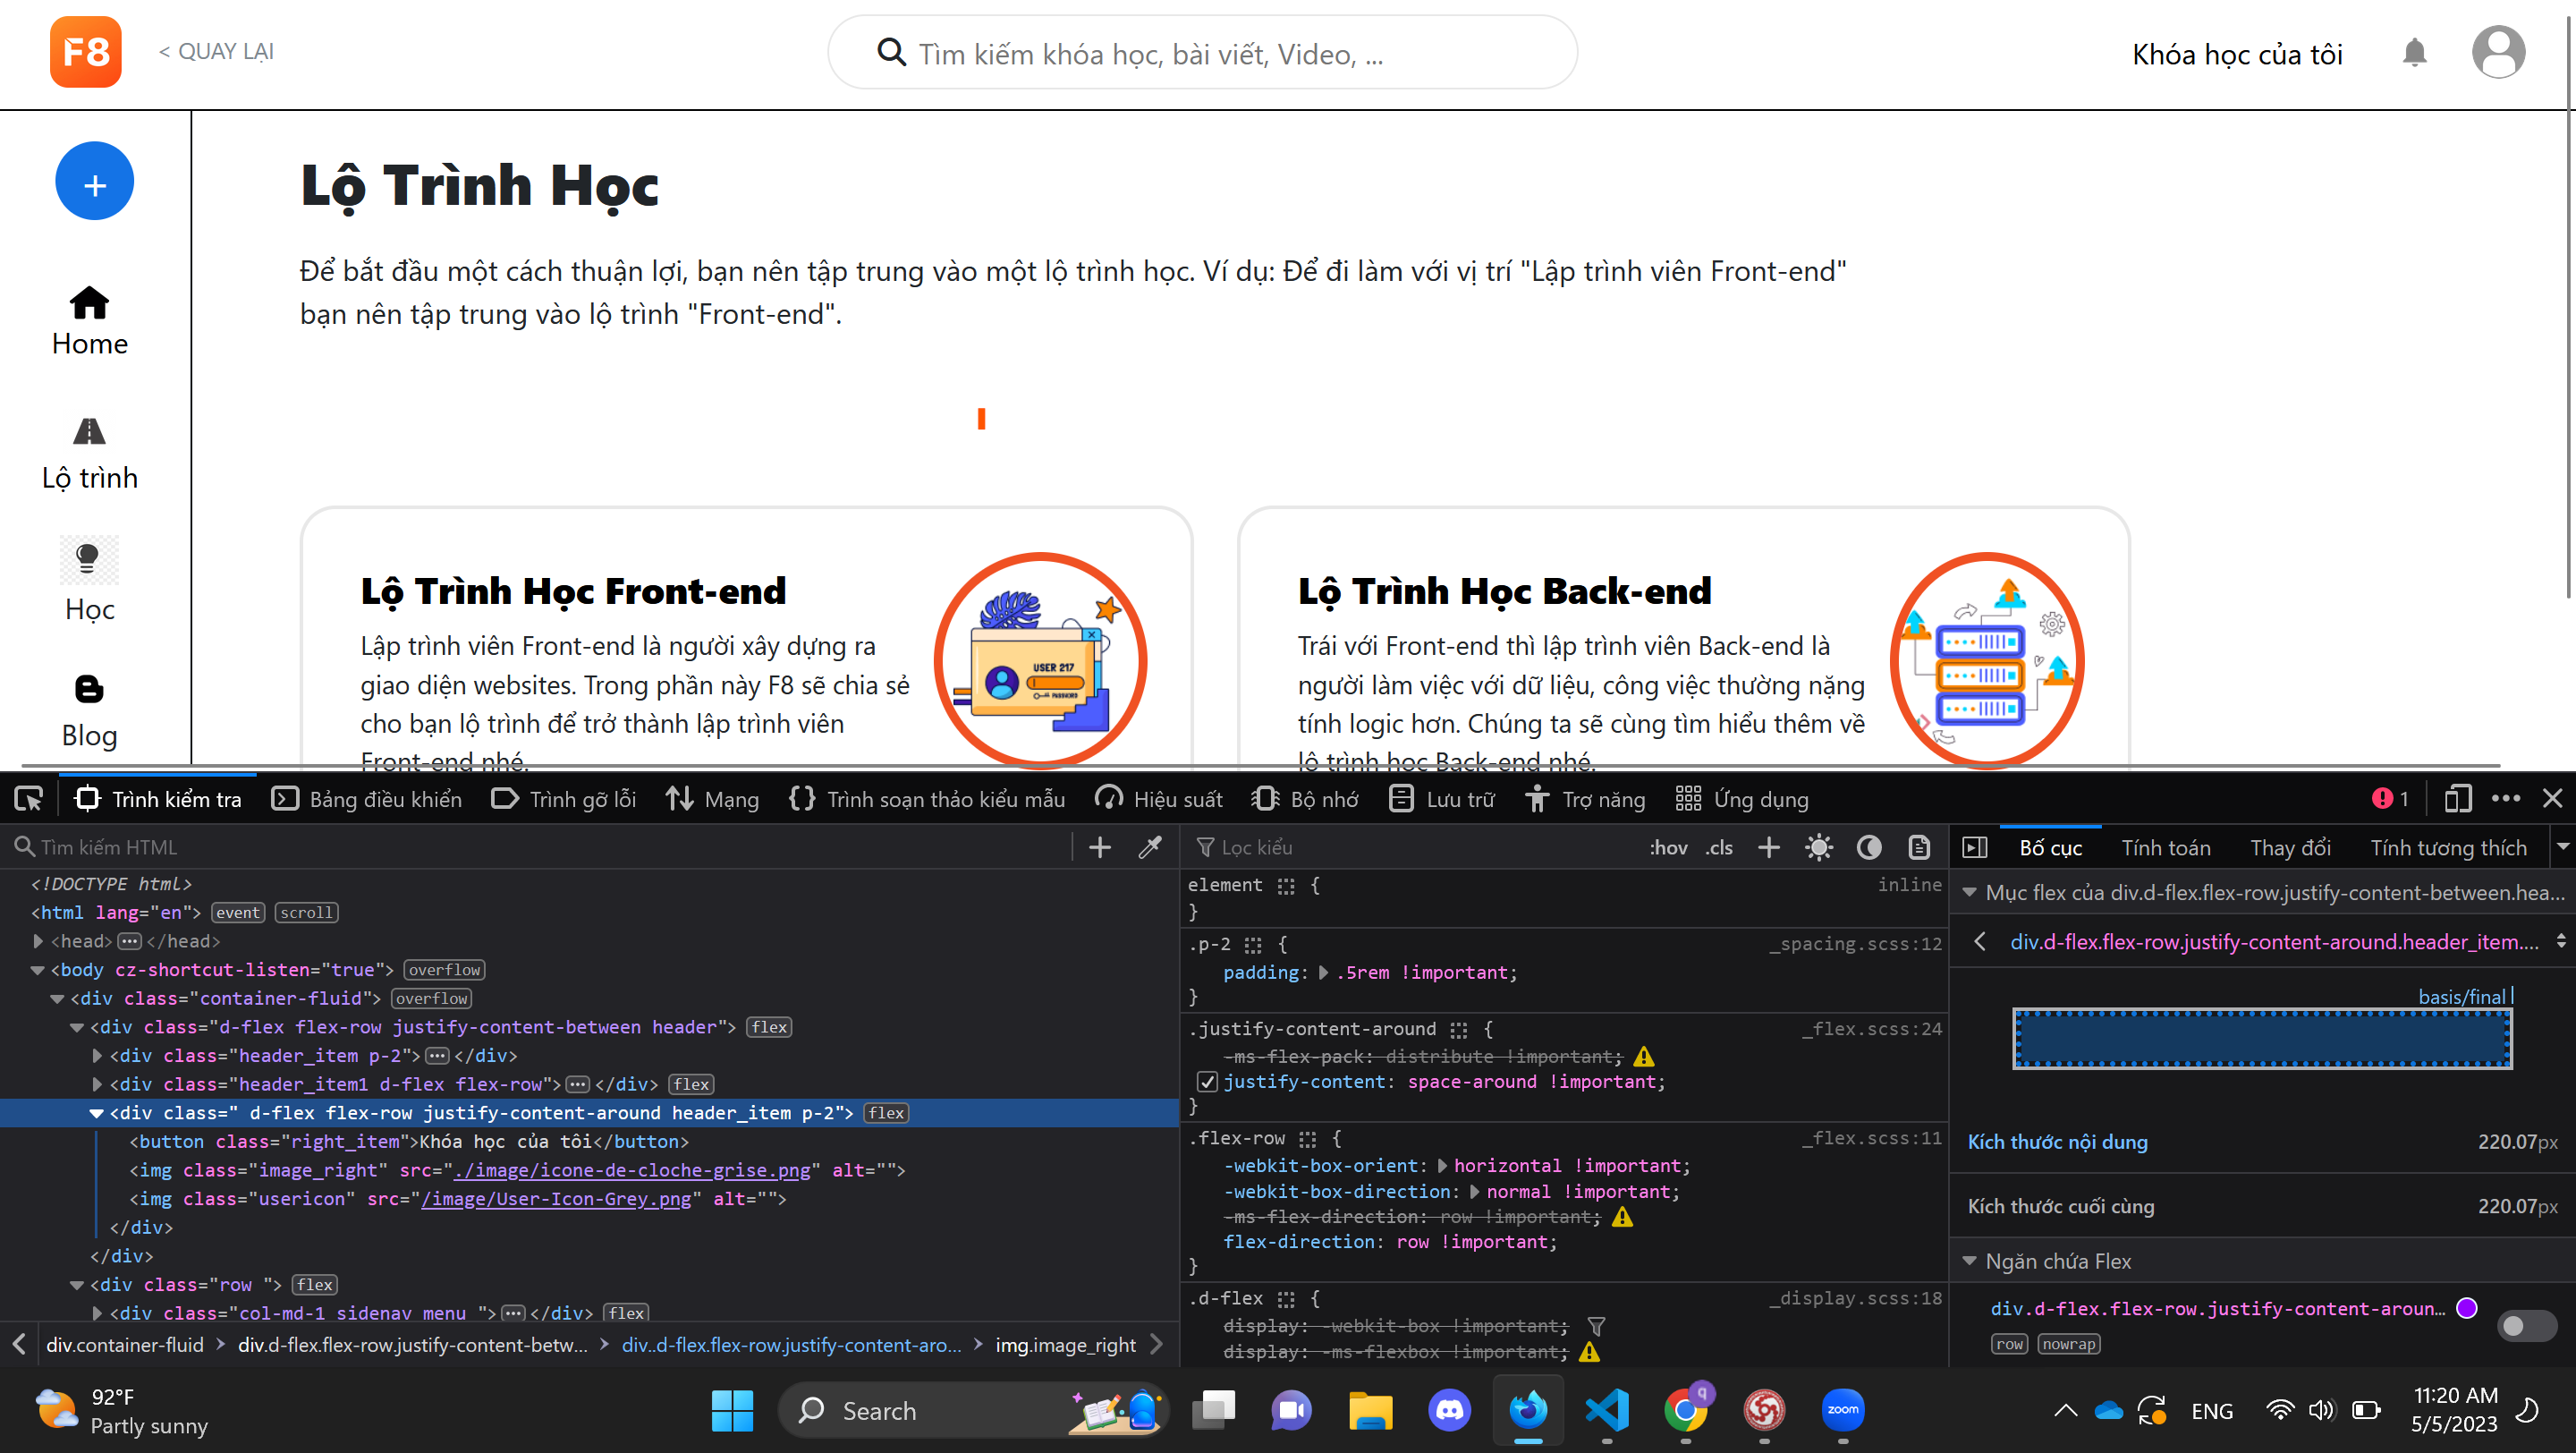 F8
< QUAY LẠI
Tìm kiếm khóa học, bài viết, Video, ...
Khóa học của tôi
+
Home
Lộ trình
Học
Blog
Lộ Trình Học
Để bắt đầu một cách thuận lợi, bạn nên tập trung vào một lộ trình học. Ví dụ: Để đi làm với vị trí "Lập trình viên Front-end"
bạn nên tập trung vào lộ trình "Front-end".
Lộ Trình Học Front-end
Lập trình viên Front-end là người xây dựng ra
giao diện websites. Trong phần này F8 sẽ chia sẻ
cho bạn lộ trình để trở thành lập trình viên
Front-end nhé.
USER 217
PASSWORD
Lộ Trình Học Back-end
Trái với Front-end thì lập trình viên Back-end là
người làm việc với dữ liệu, công việc thường nặng
tính logic hơn. Chúng ta sẽ cùng tìm hiểu thêm về
lộ trình học Back-end nhé.
Trình kiểm tra
Bảng điều khiển
Trình gỡ lỗi
Mạng
Trình soạn thảo kiểu mẫu
Hiệu suất
Bộ nhớ
Lưu trữ
Trợ năng
Ứng dụng
1
Tìm kiếm HTML
<!DOCTYPE html>
<html lang="en"> event scroll
<head> ••• </head>
<body cz-shortcut-listen="true"> overflow
<div class="container-fluid"> overflow
<div class="d-flex flex-row justify-content-between header"> flex
<div class="header_item p-2"> ••• </div>
<div class="header_item1 d-flex flex-row"> ••• </div> flex
<div class=" d-flex flex-row justify-content-around header_item p-2"> flex
<button class="right_item">Khóa học của tôi</button>
<img class="image_right" src="./image/icone-de-cloche-grise.png" alt="">
<img class="usericon" src="/image/User-Icon-Grey.png" alt="">
</div>
</div>
<div class="row "> flex
<div class="col-md-1 sidenav menu "> ••• </div> flex
div.container-fluid > div.d-flex.flex-row.justify-content-betw... > div..d-flex.flex-row.justify-content-aro... > img.image_right
Lọc kiểu
:hov .cls
element { inline
}
.p-2 { _spacing.scss:12
padding: .5rem !important;
}
.justify-content-around { _flex.scss:24
-ms-flex-pack: distribute !important;
justify-content: space-around !important;
}
.flex-row { _flex.scss:11
-webkit-box-orient: horizontal !important;
-webkit-box-direction: normal !important;
-ms-flex-direction: row !important;
flex-direction: row !important;
}
.d-flex { _display.scss:18
display: -webkit-box !important;
display: -ms-flexbox !important;
Bố cục
Tính toán
Thay đổi
Tính tương thích
Mục flex của div.d-flex.flex-row.justify-content-between.hea...
div.d-flex.flex-row.justify-content-around.header_item....
basis/final
Kích thước nội dung 220.07px
Kích thước cuối cùng 220.07px
Ngăn chứa Flex
div.d-flex.flex-row.justify-content-aroun...
row nowrap
92°F
Partly sunny
Search
q
zoom
ENG
11:20 AM
5/5/2023